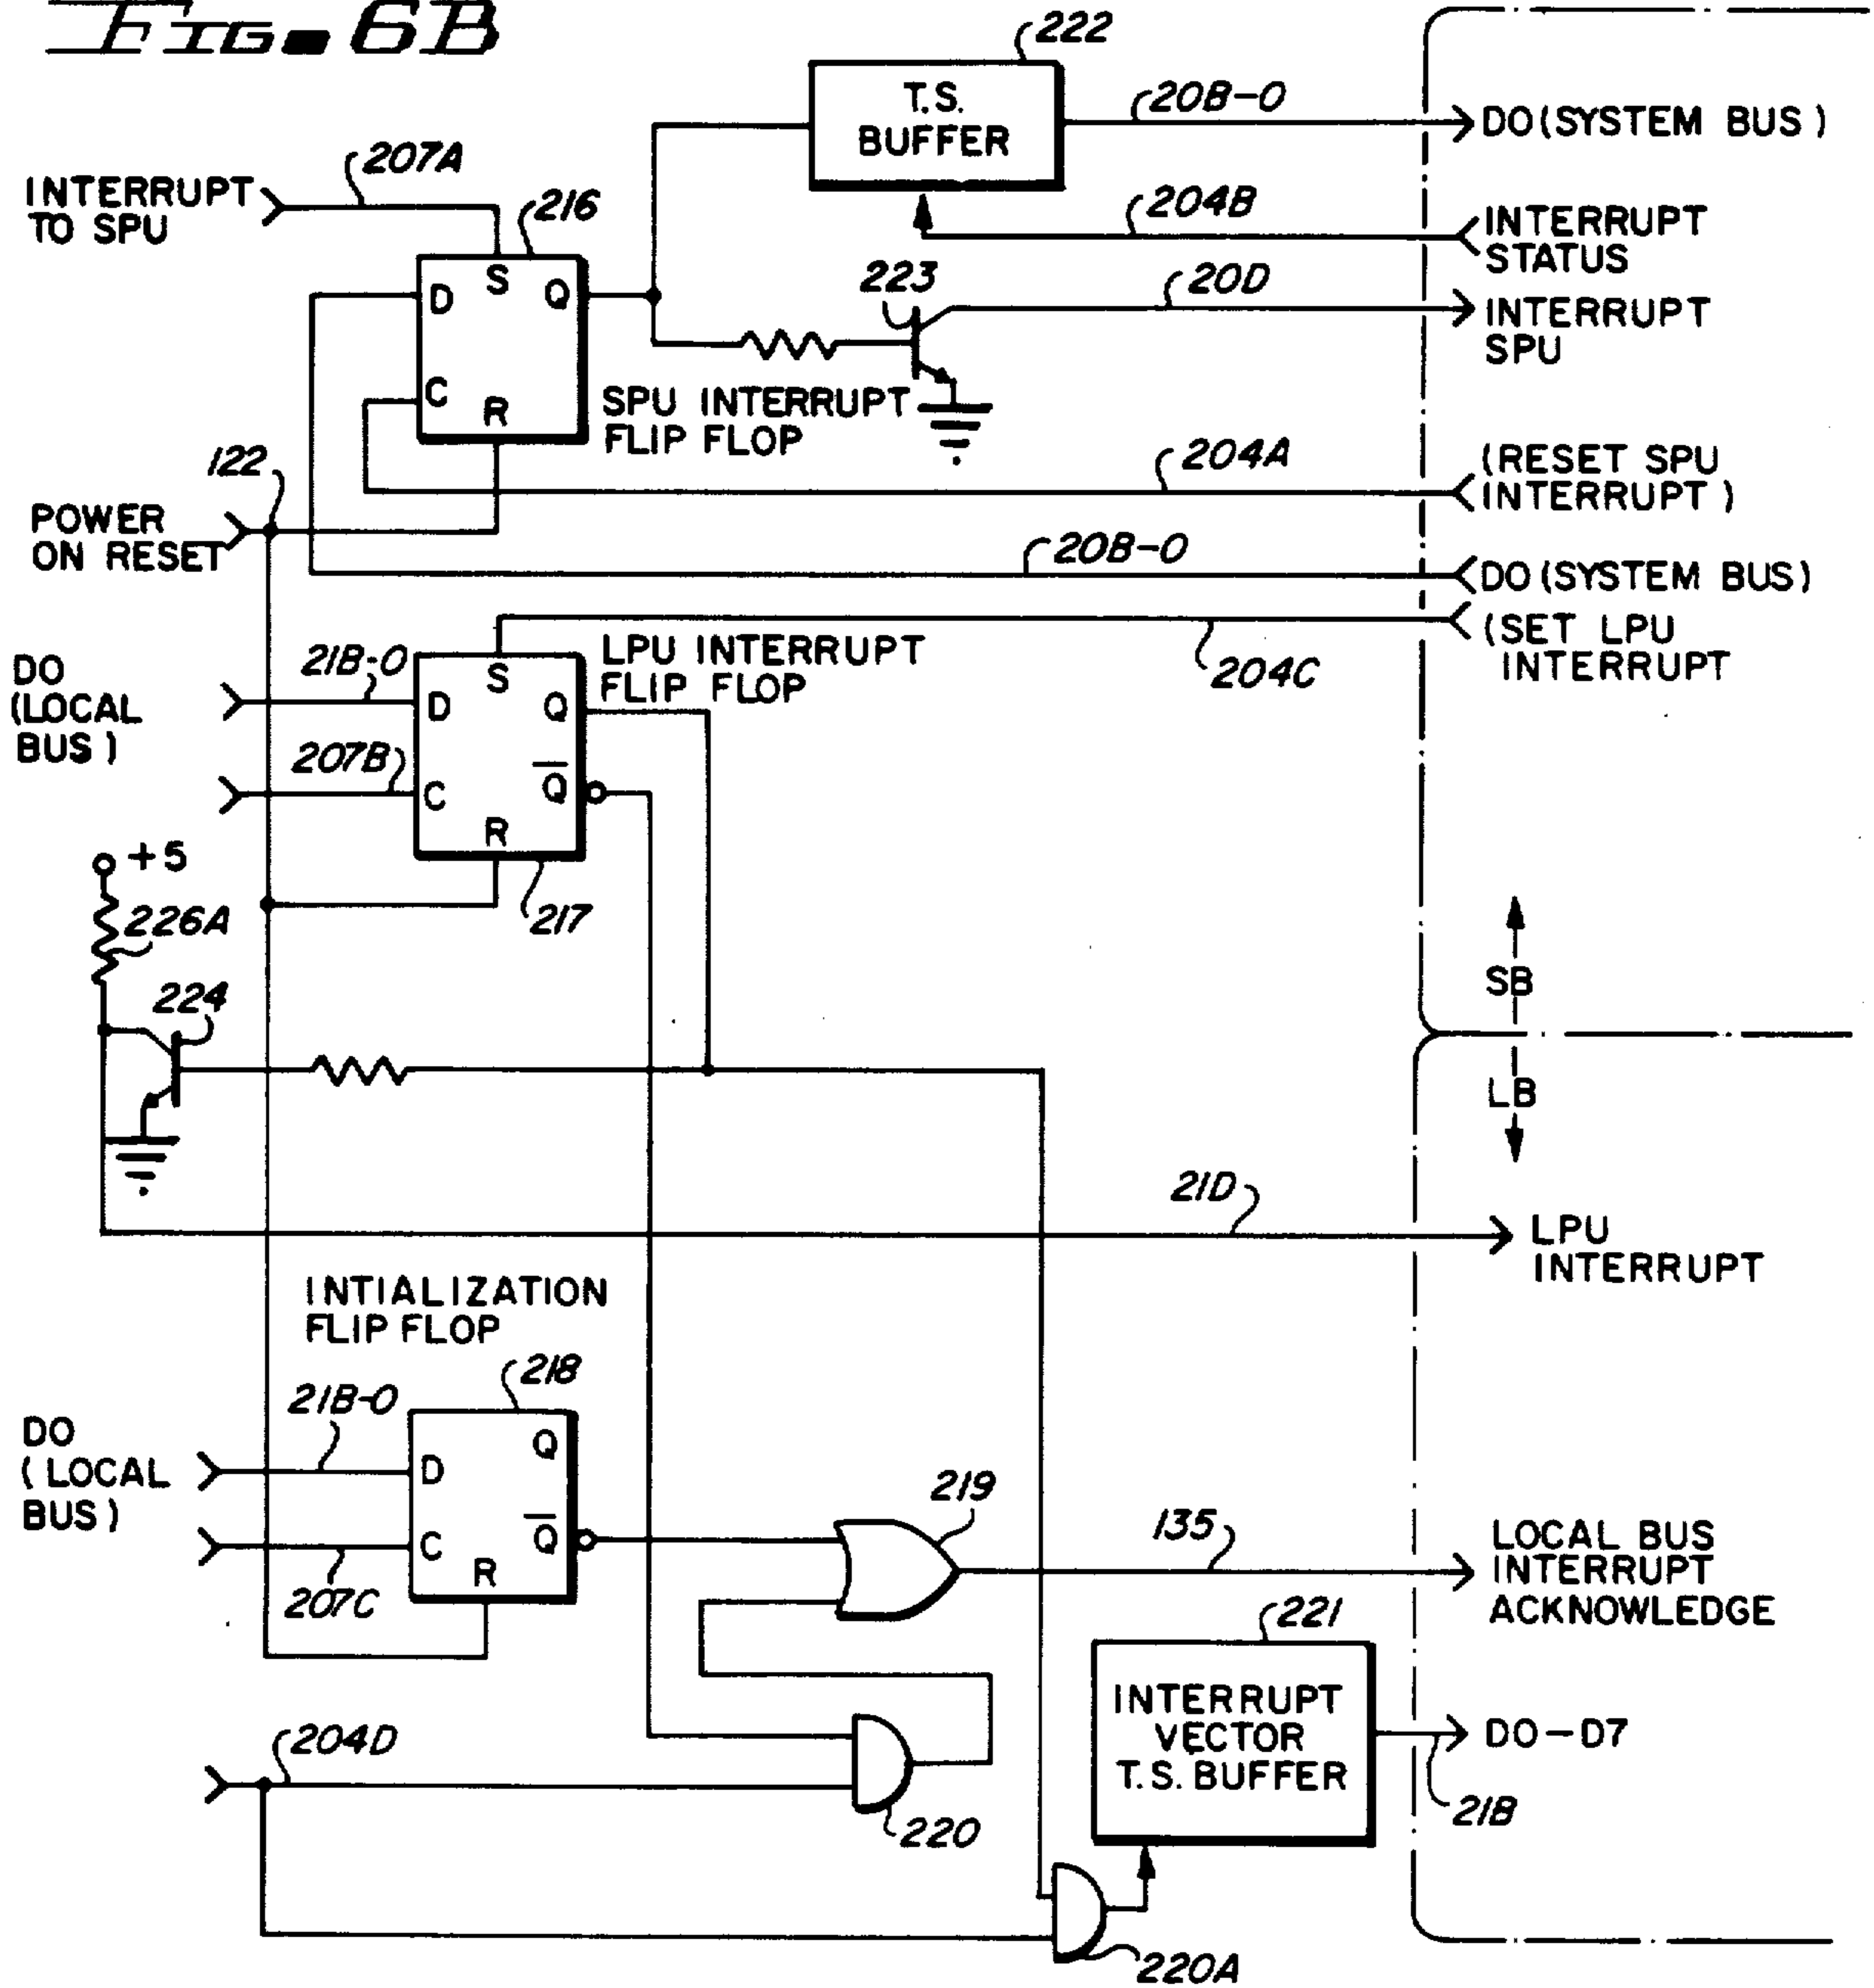 FIG. 6B
222
T.S.
BUFFER
20B-0
DO (SYSTEM BUS )
207A
INTERRUPT
TO SPU
216
204B
INTERRUPT
STATUS
S
D
Q
C
R
223
20D
INTERRUPT
SPU
SPU INTERRUPT
FLIP FLOP
122
204A
(RESET SPU
INTERRUPT )
POWER
ON RESET
20B-0
DO (SYSTEM BUS)
(SET LPU
INTERRUPT
204C
LPU INTERRUPT
FLIP FLOP
DO
(LOCAL
BUS )
21B-0
207B
S
D
Q
C
Q̅
R
217
+5
226A
224
SB
LB
21D
LPU
INTERRUPT
INTIALIZATION
FLIP FLOP
218
21B-0
DO
( LOCAL
BUS )
D
Q
C
Q̅
R
207C
219
135
LOCAL BUS
INTERRUPT
ACKNOWLEDGE
221
INTERRUPT
VECTOR
T.S. BUFFER
DO-D7
21B
204D
220
220A